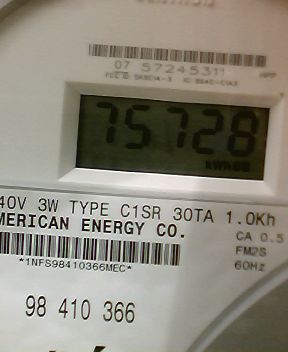 07 57245311
75728
kWh
40V 3W TYPE C1SR 30TA 1.0Kh
MERICAN ENERGY CO.
CA 0.5
*1NFS98410366MEC*
FM2S
60Hz
98 410 366